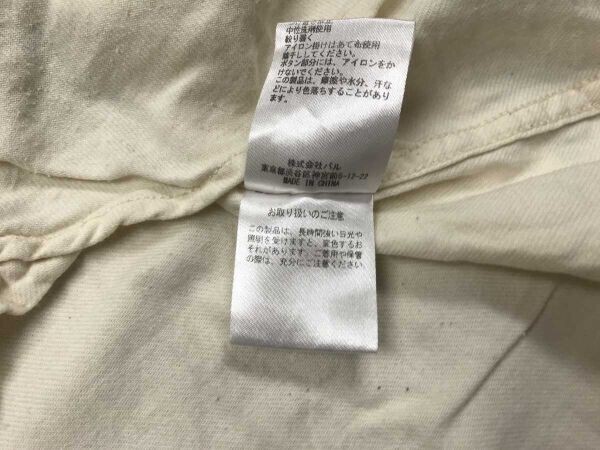 中性洗剤使用
絞り弱く
アイロン掛けはあて布使用
陰干ししてください。
ボタン部分には、アイロンをか
けないでください。
この製品は、摩擦や水分、汗な
どにより色落ちすることがあり
ます。
株式会社パル
東京都渋谷区神宮前6-12-22
MADE IN CHINA
お取り扱いのご注意
この製品は、長時間強い日光や
照明を受けますと、変色するお
それがあります。ご着用や保管
の際は、充分にご注意ください。